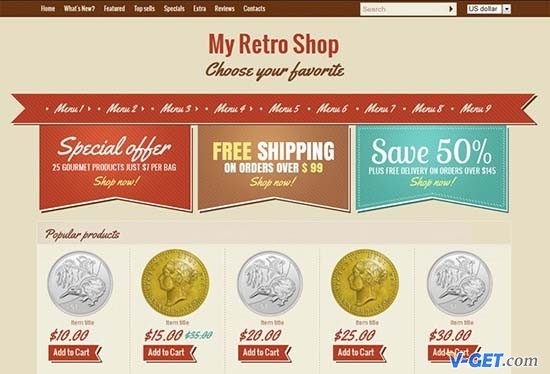 Home What's New? Featured Top sells Specials Extra Reviews Contacts Search US dollar
My Retro Shop
Choose your favorite
Menu 1 Menu 2 Menu 3 Menu 4 Menu 5 Menu 6 Menu 7 Menu 8 Menu 9
Special offer
25 GOURMET PRODUCTS JUST $7 PER BAG
Shop now!
FREE SHIPPING
ON ORDERS OVER $ 99
Shop now!
Save 50%
PLUS FREE DELIVERY ON ORDERS OVER $145
Shop now!
Popular products
Item title Item title Item title Item title Item title
$10.00 $15.00 $35.00 $20.00 $25.00 $30.00
Add to Cart Add to Cart Add to Cart Add to Cart Add to Cart
V-GET.com